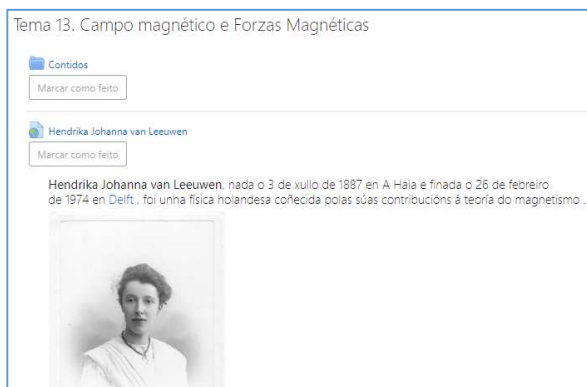 Tema 13. Campo magnético e Forzas Magnéticas
Contidos
Marcar como feito
Hendrika Johanna van Leeuwen
Marcar como feito
Hendrika Johanna van Leeuwen, nada o 3 de xullo de 1887 en A Haia e finada o 26 de febreiro
de 1974 en Delft , foi unha física holandesa coñecida polas súas contribucións á teoría do magnetismo .